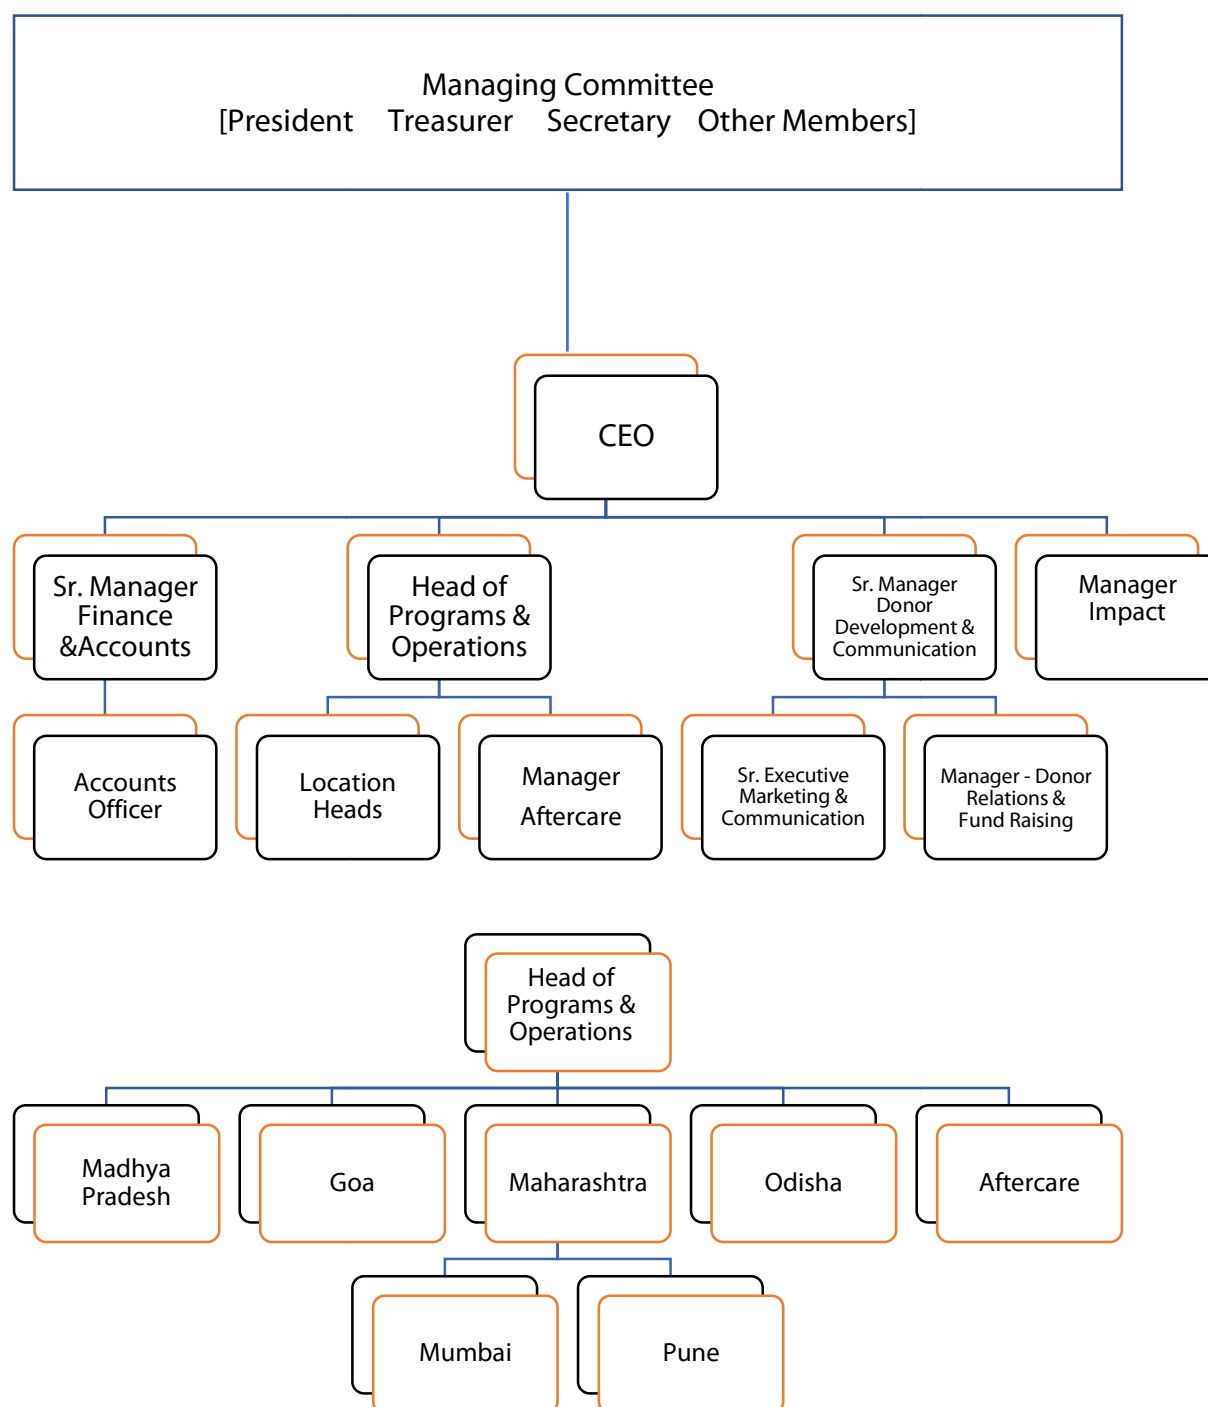 Managing Committee
[President Treasurer Secretary Other Members]
CEO
Sr. Manager
Finance
&Accounts
Head of
Programs &
Operations
Sr. Manager
Donor
Development &
Communication
Manager
Impact
Accounts
Officer
Location
Heads
Manager
Aftercare
Sr. Executive
Marketing &
Communication
Manager - Donor
Relations &
Fund Raising
Head of
Programs &
Operations
Madhya
Pradesh
Goa
Maharashtra
Odisha
Aftercare
Mumbai
Pune